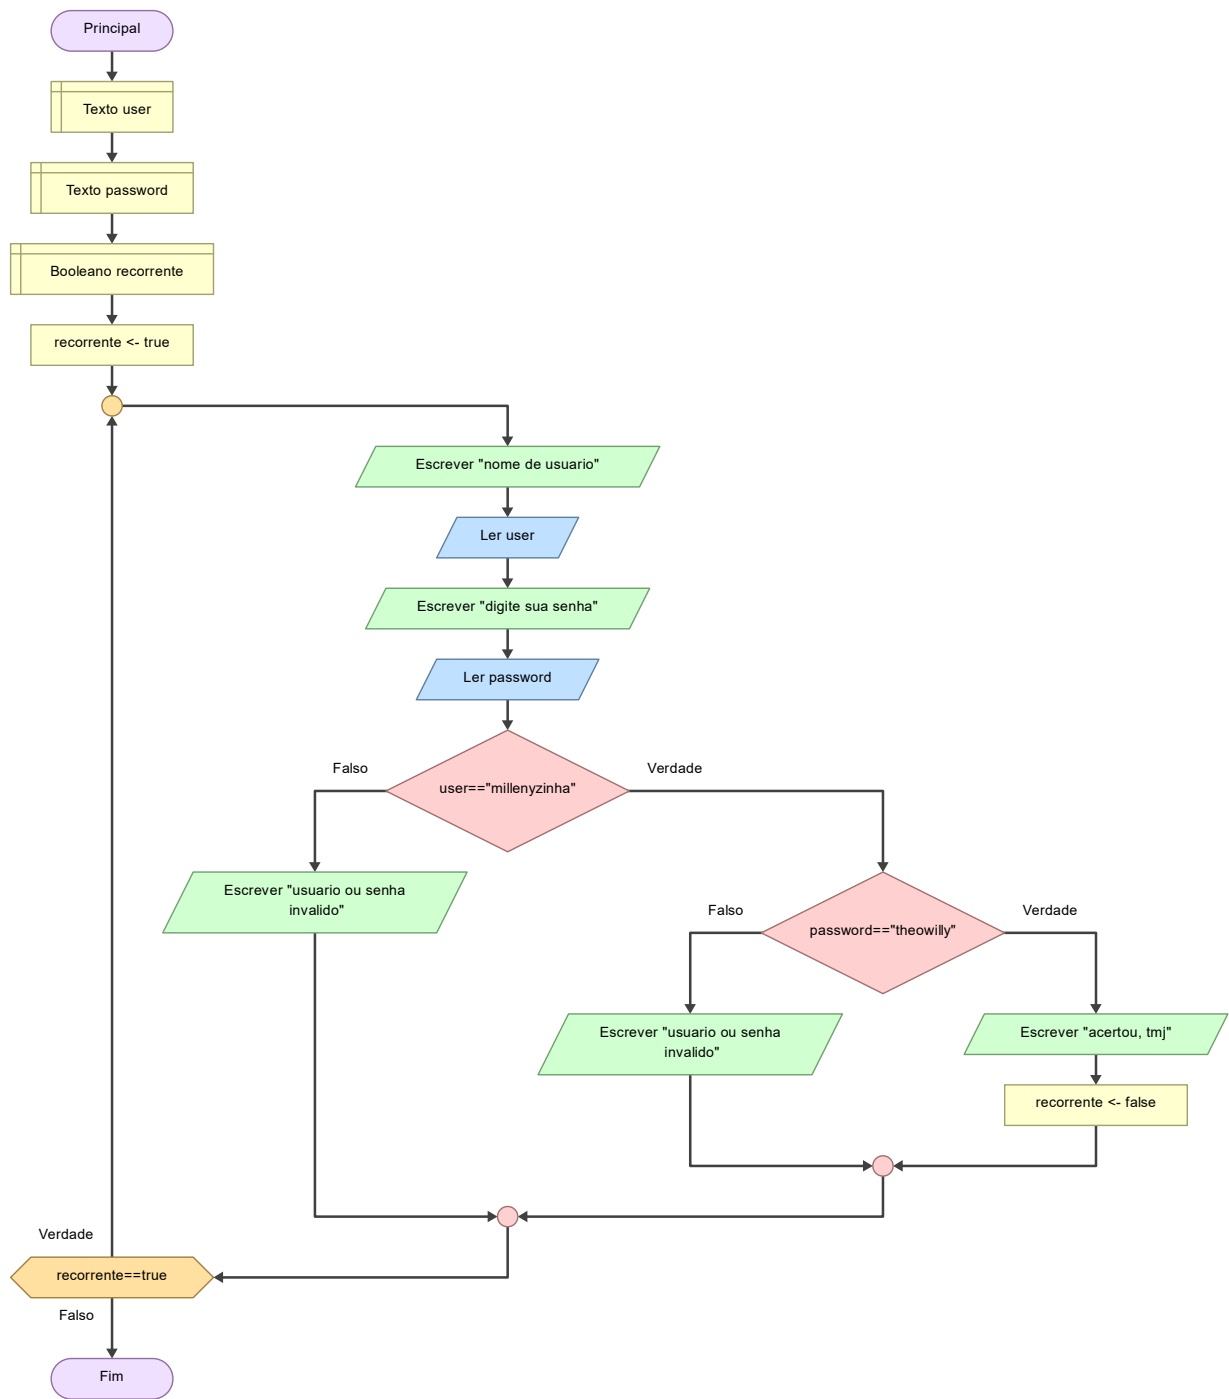 Principal
Texto user
Texto password
Booleano recorrente
recorrente <- true
Escrever "nome de usuario"
Ler user
Escrever "digite sua senha"
Ler password
Falso
Verdade
user=="millenyzinha"
Escrever "usuario ou senha
invalido"
Falso
Verdade
password=="theowilly"
Escrever "usuario ou senha
invalido"
Escrever "acertou, tmj"
recorrente <- false
Verdade
recorrente==true
Falso
Fim